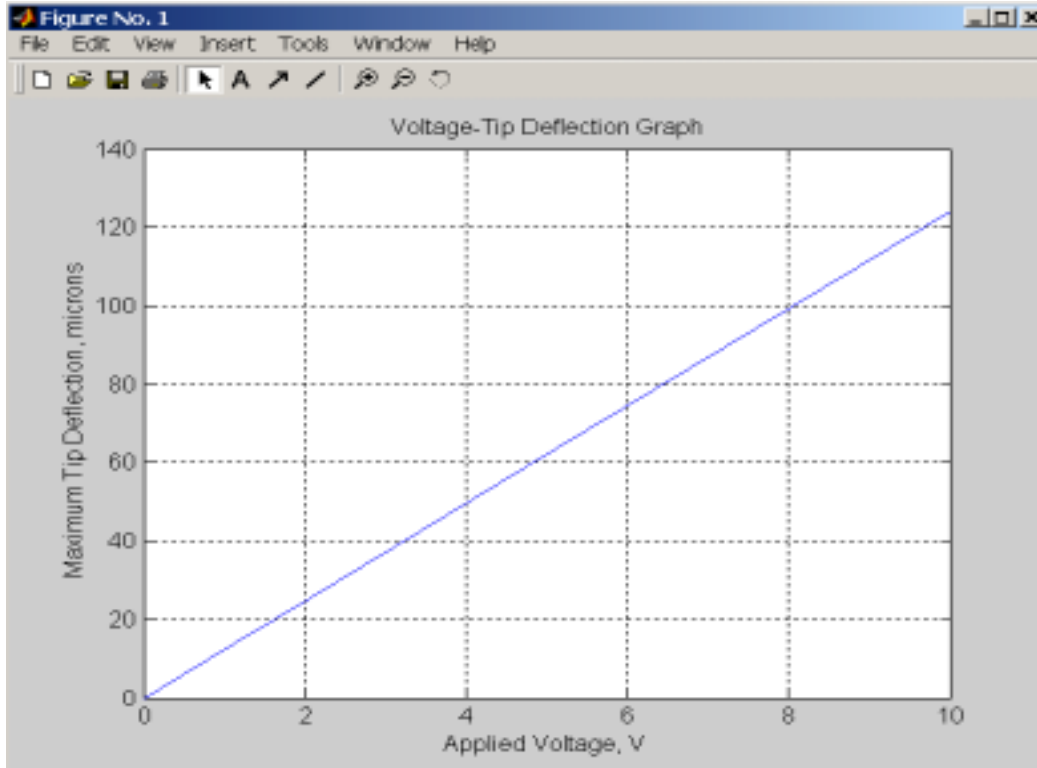 Figure No. 1
File Edit View Insert Tools Window Help
A
Voltage-Tip Deflection Graph
140
120
100
80
60
40
20
0
Maximum Tip Deflection, microns
0 2 4 6 8 10
Applied Voltage, V